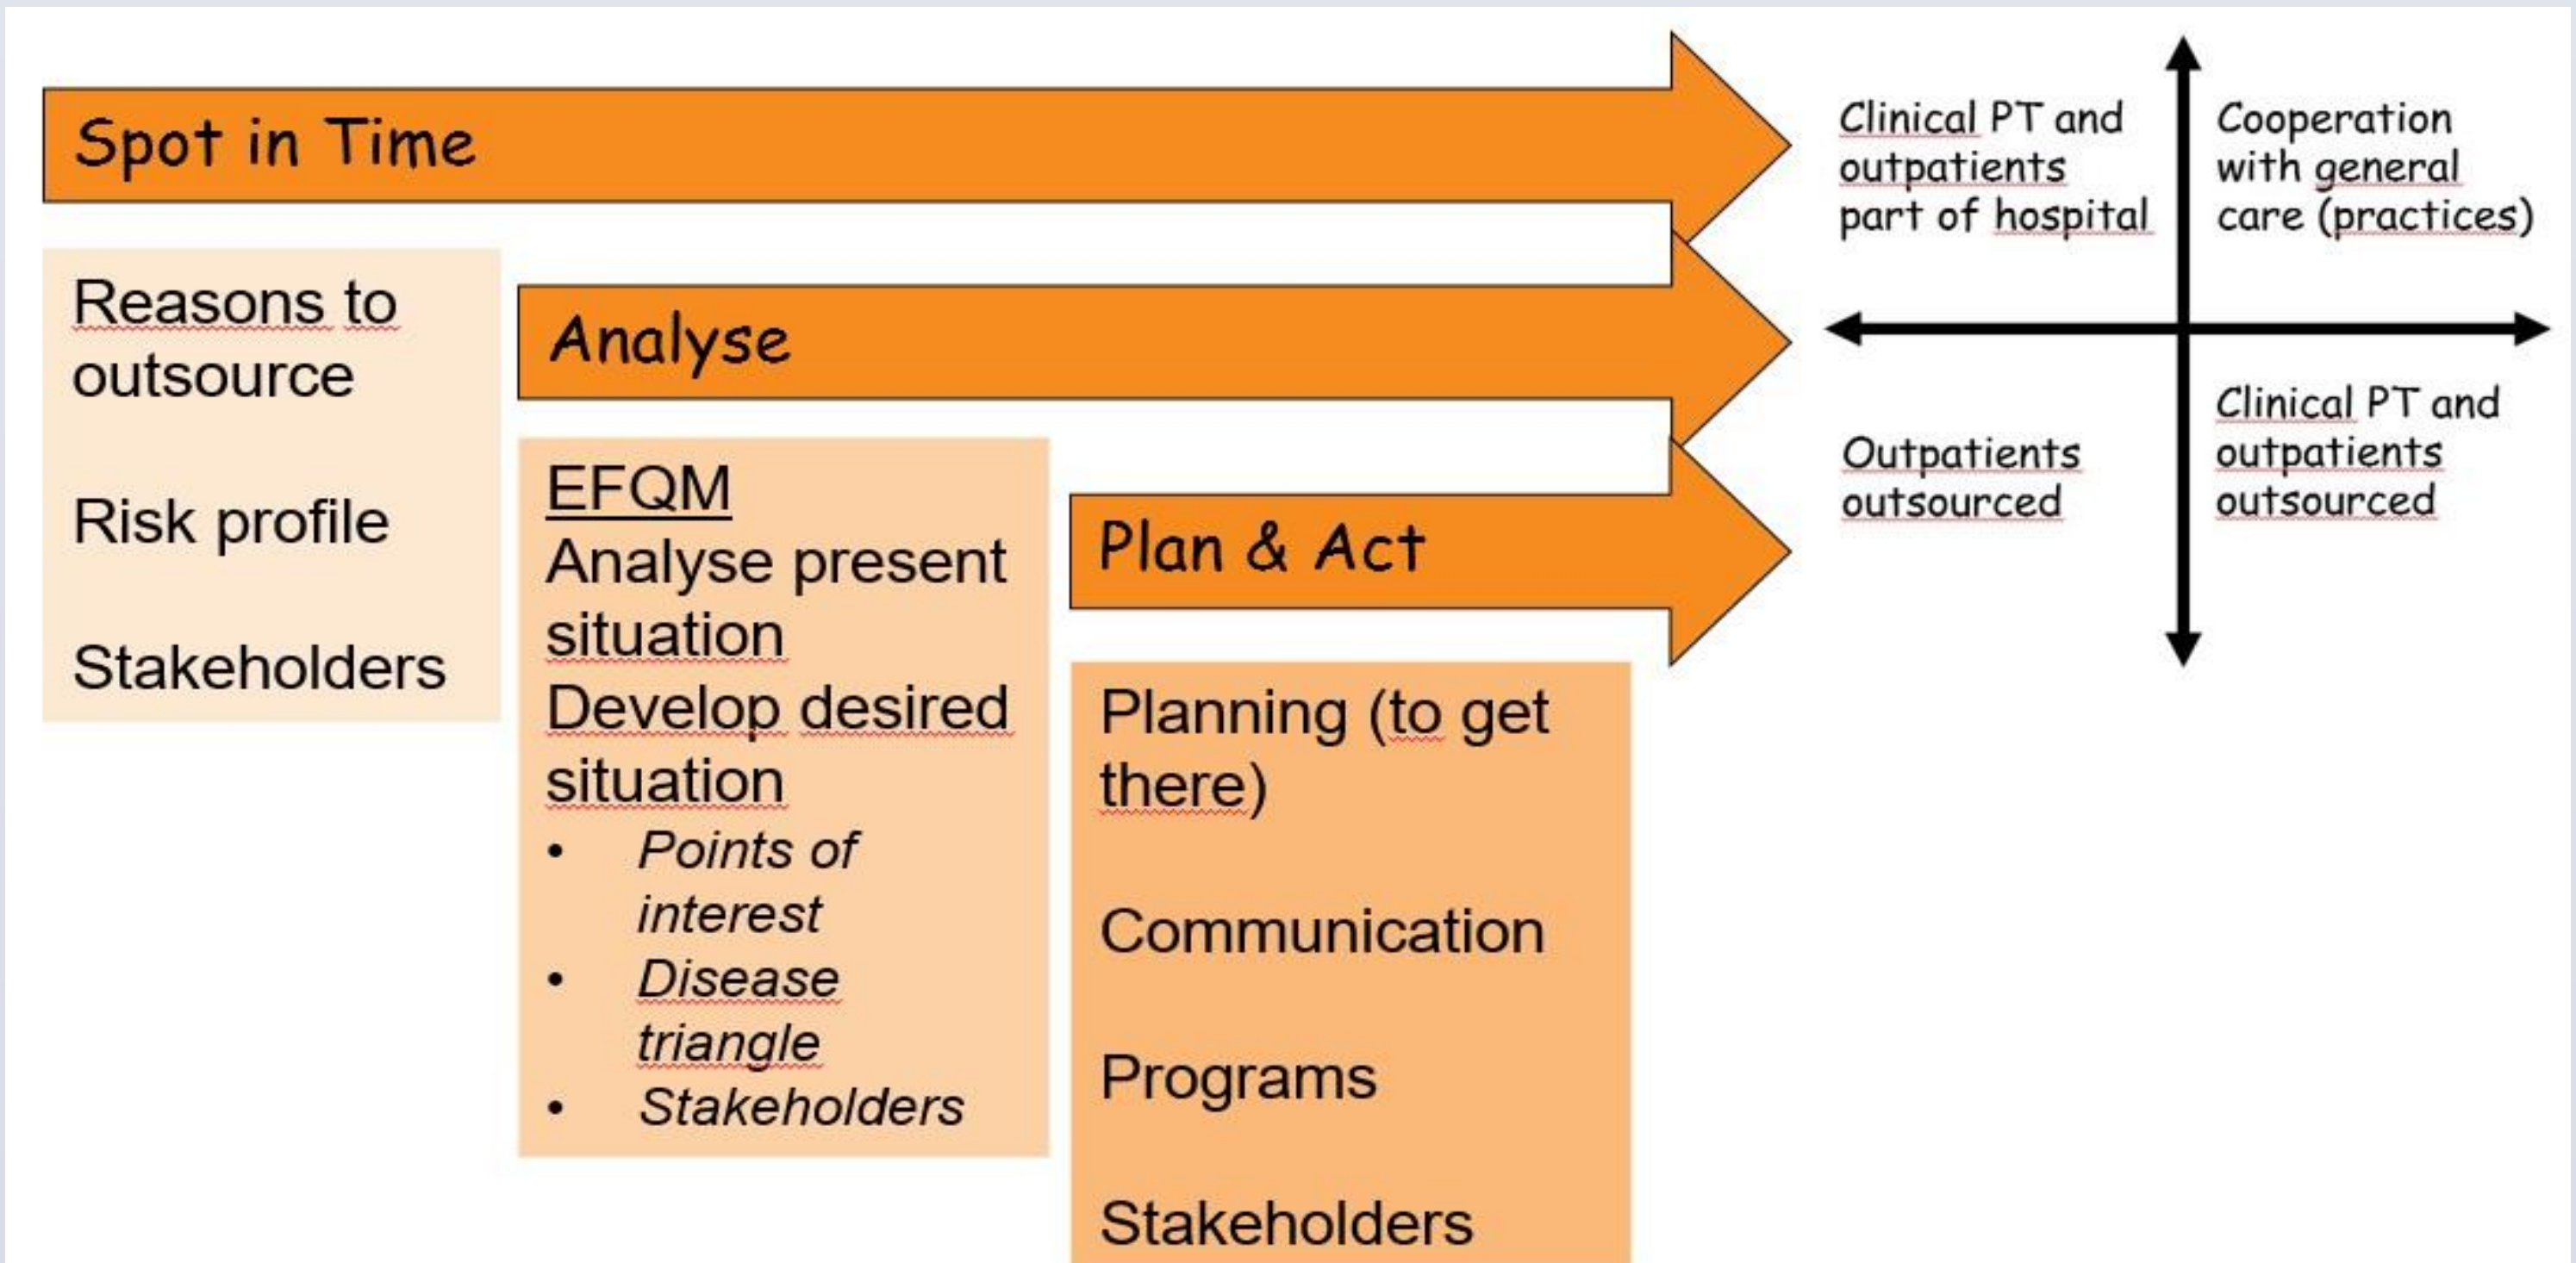 Spot in Time
Reasons to
outsource
Risk profile
Stakeholders
Analyse
EFQM
Analyse present
situation
Develop desired
situation
• Points of
interest
• Disease
triangle
• Stakeholders
Plan & Act
Planning (to get
there)
Communication
Programs
Stakeholders
Clinical PT and
outpatients
part of hospital
Cooperation
with general
care (practices)
Outpatients
outsourced
Clinical PT and
outpatients
outsourced